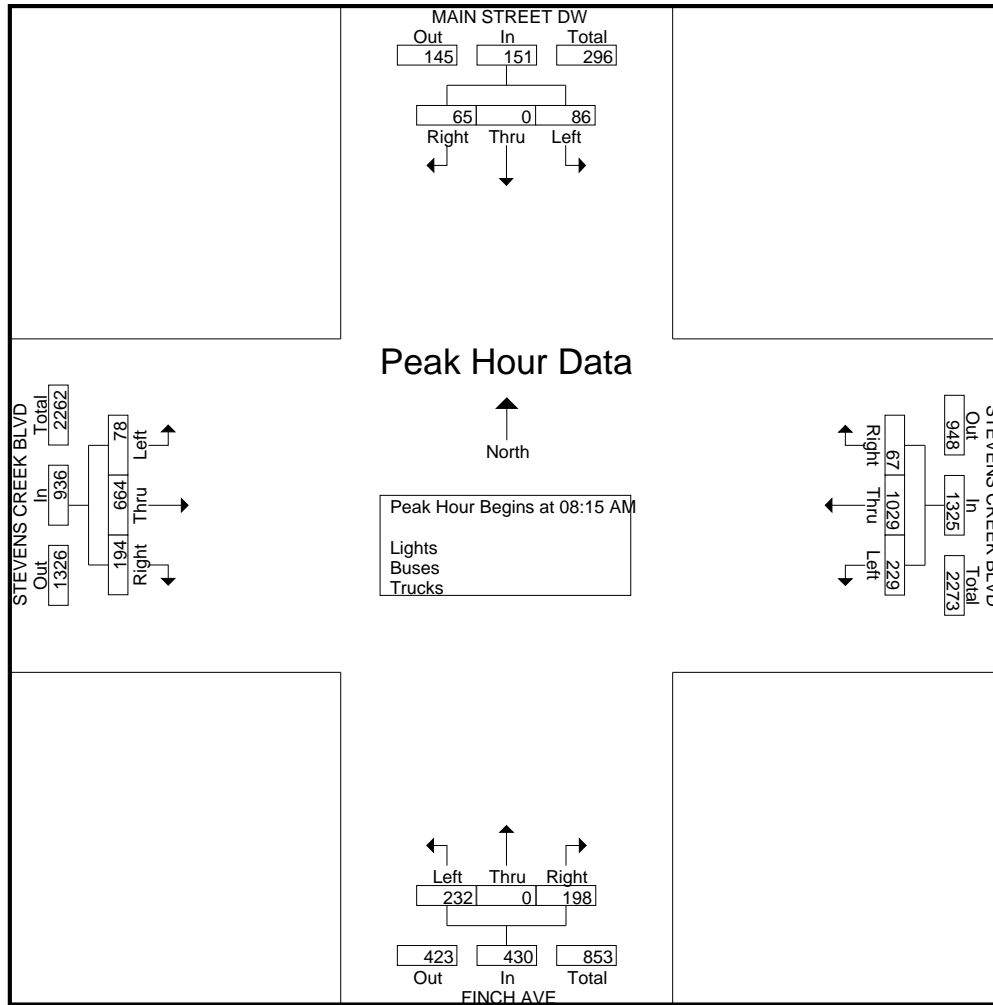 MAIN STREET DW
Out In Total
145 151 296
65 0 86
Right Thru Left
Peak Hour Data
North
Peak Hour Begins at 08:15 AM
Lights
Buses
Trucks
STEVENS CREEK BLVD
Out In Total
1326 936 2262
194 664 78
Right Thru Left
STEVENS CREEK BLVD
Out In Total
948 1325 2273
67 1029 229
Right Thru Left
Left Thru Right
232 0 198
423 430 853
Out In Total
FINCH AVE